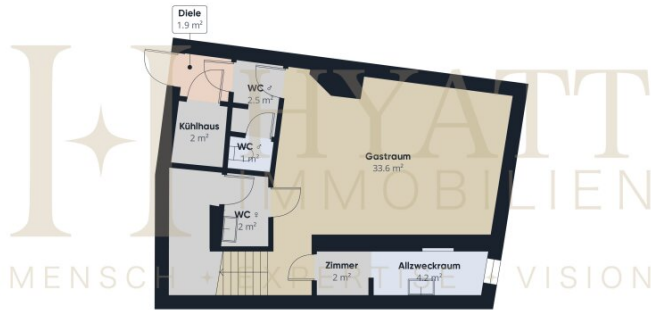 Diele
1.9 m²
WC ♂
2.5 m²
Kühlhaus
2 m²
WC ♂
1 m²
Gastraum
33.6 m²
WC ♀
2 m²
Zimmer
2 m²
Allzweckraum
4.2 m²
HYATT
IMMOBILIEN
MENSCH + EXPERTISE + VISION